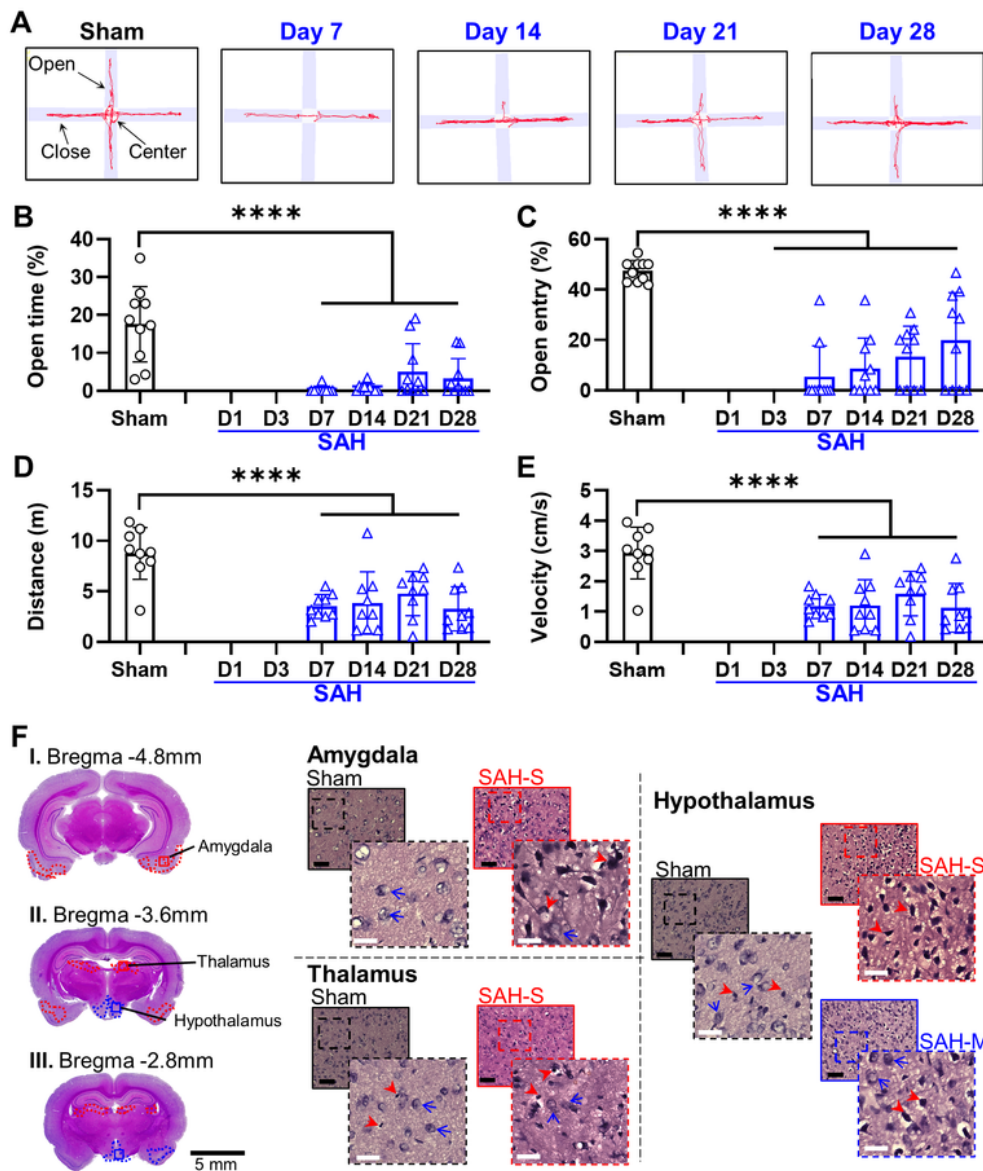 A
Sham
Day 7
Day 14
Day 21
Day 28
Open
Close
Center
B
****
Open time (%)
40
30
20
10
0
Sham
D1 D3 D7 D14 D21 D28
SAH
C
****
Open entry (%)
60
40
20
0
Sham
D1 D3 D7 D14 D21 D28
SAH
D
****
Distance (m)
15
10
5
0
Sham
D1 D3 D7 D14 D21 D28
SAH
E
****
Velocity (cm/s)
5
4
3
2
1
0
Sham
D1 D3 D7 D14 D21 D28
SAH
F
I. Bregma -4.8mm
Amygdala
II. Bregma -3.6mm
Thalamus
Hypothalamus
III. Bregma -2.8mm
5 mm
Amygdala
Sham
SAH-S
Thalamus
Sham
SAH-S
Hypothalamus
Sham
SAH-S
SAH-M